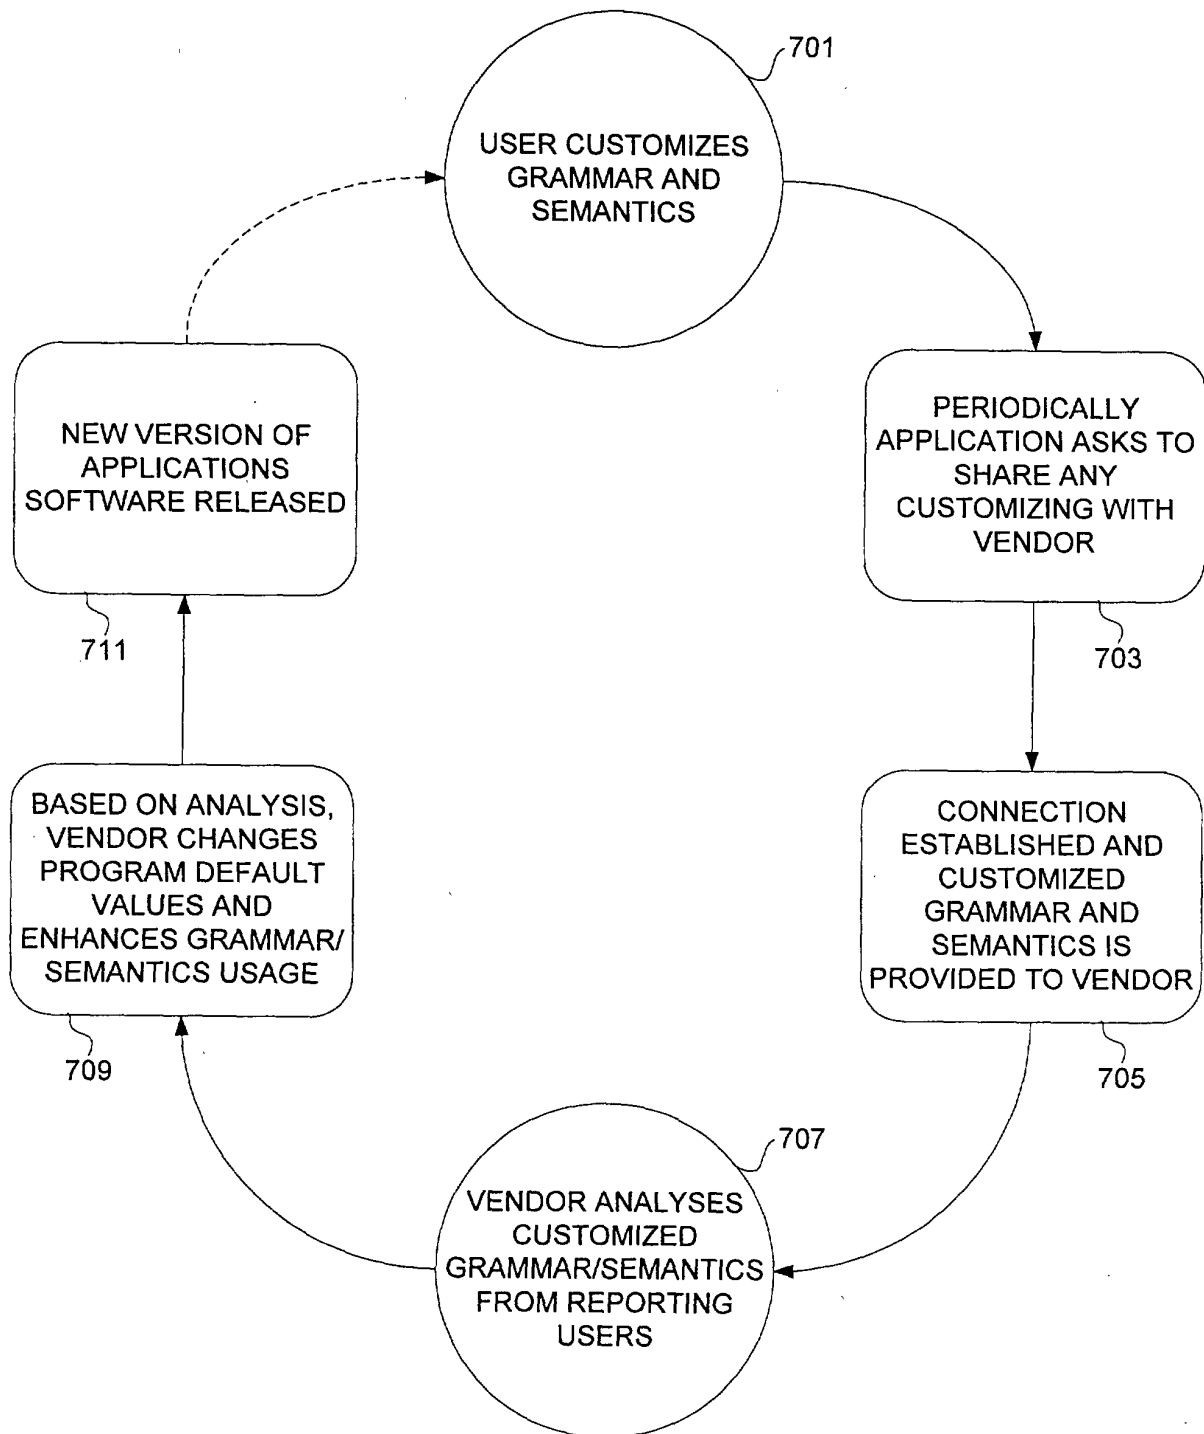 701
USER CUSTOMIZES
GRAMMAR AND
SEMANTICS
PERIODICALLY
APPLICATION ASKS TO
SHARE ANY
CUSTOMIZING WITH
VENDOR
703
CONNECTION
ESTABLISHED AND
CUSTOMIZED
GRAMMAR AND
SEMANTICS IS
PROVIDED TO VENDOR
705
707
VENDOR ANALYSES
CUSTOMIZED
GRAMMAR/SEMANTICS
FROM REPORTING
USERS
BASED ON ANALYSIS,
VENDOR CHANGES
PROGRAM DEFAULT
VALUES AND
ENHANCES GRAMMAR/
SEMANTICS USAGE
709
NEW VERSION OF
APPLICATIONS
SOFTWARE RELEASED
711